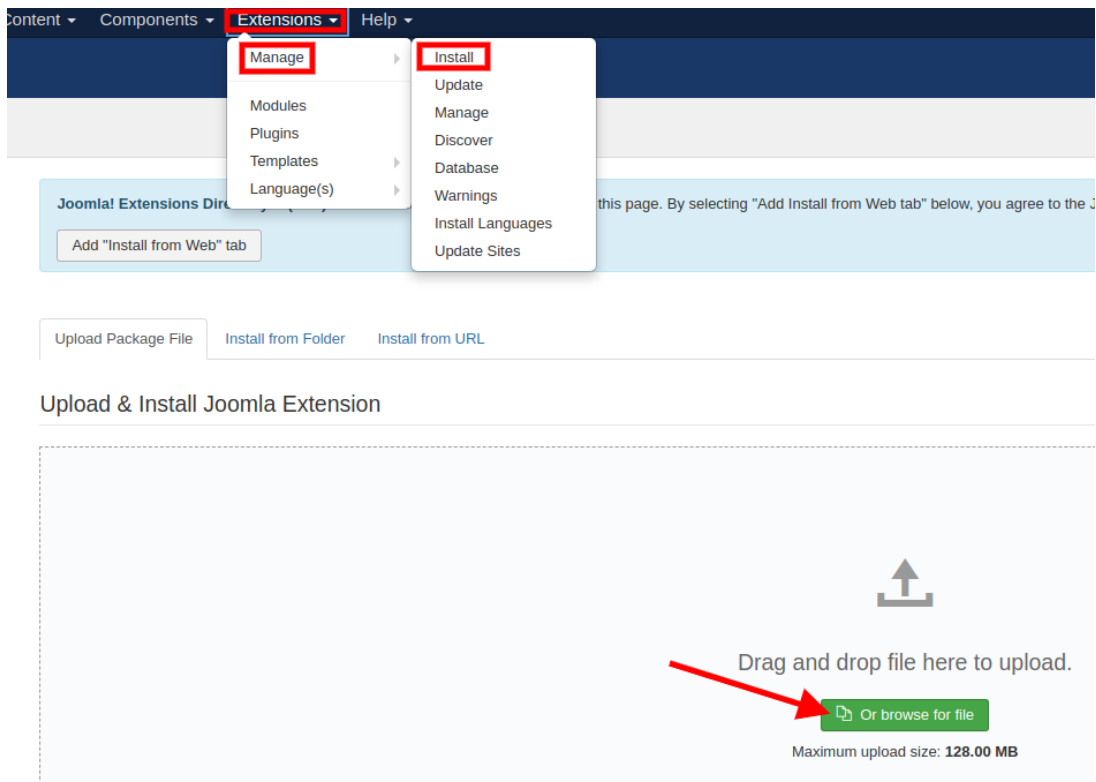 Content Components Extensions Help
Manage
Modules
Plugins
Templates
Language(s)
Install
Update
Manage
Discover
Database
Warnings
Install Languages
Update Sites
Joomla! Extensions this page. By selecting "Add Install from Web tab" below, you agree to the
Add "Install from Web" tab
Upload Package File Install from Folder Install from URL
Upload & Install Joomla Extension
Drag and drop file here to upload.
Or browse for file
Maximum upload size: 128.00 MB